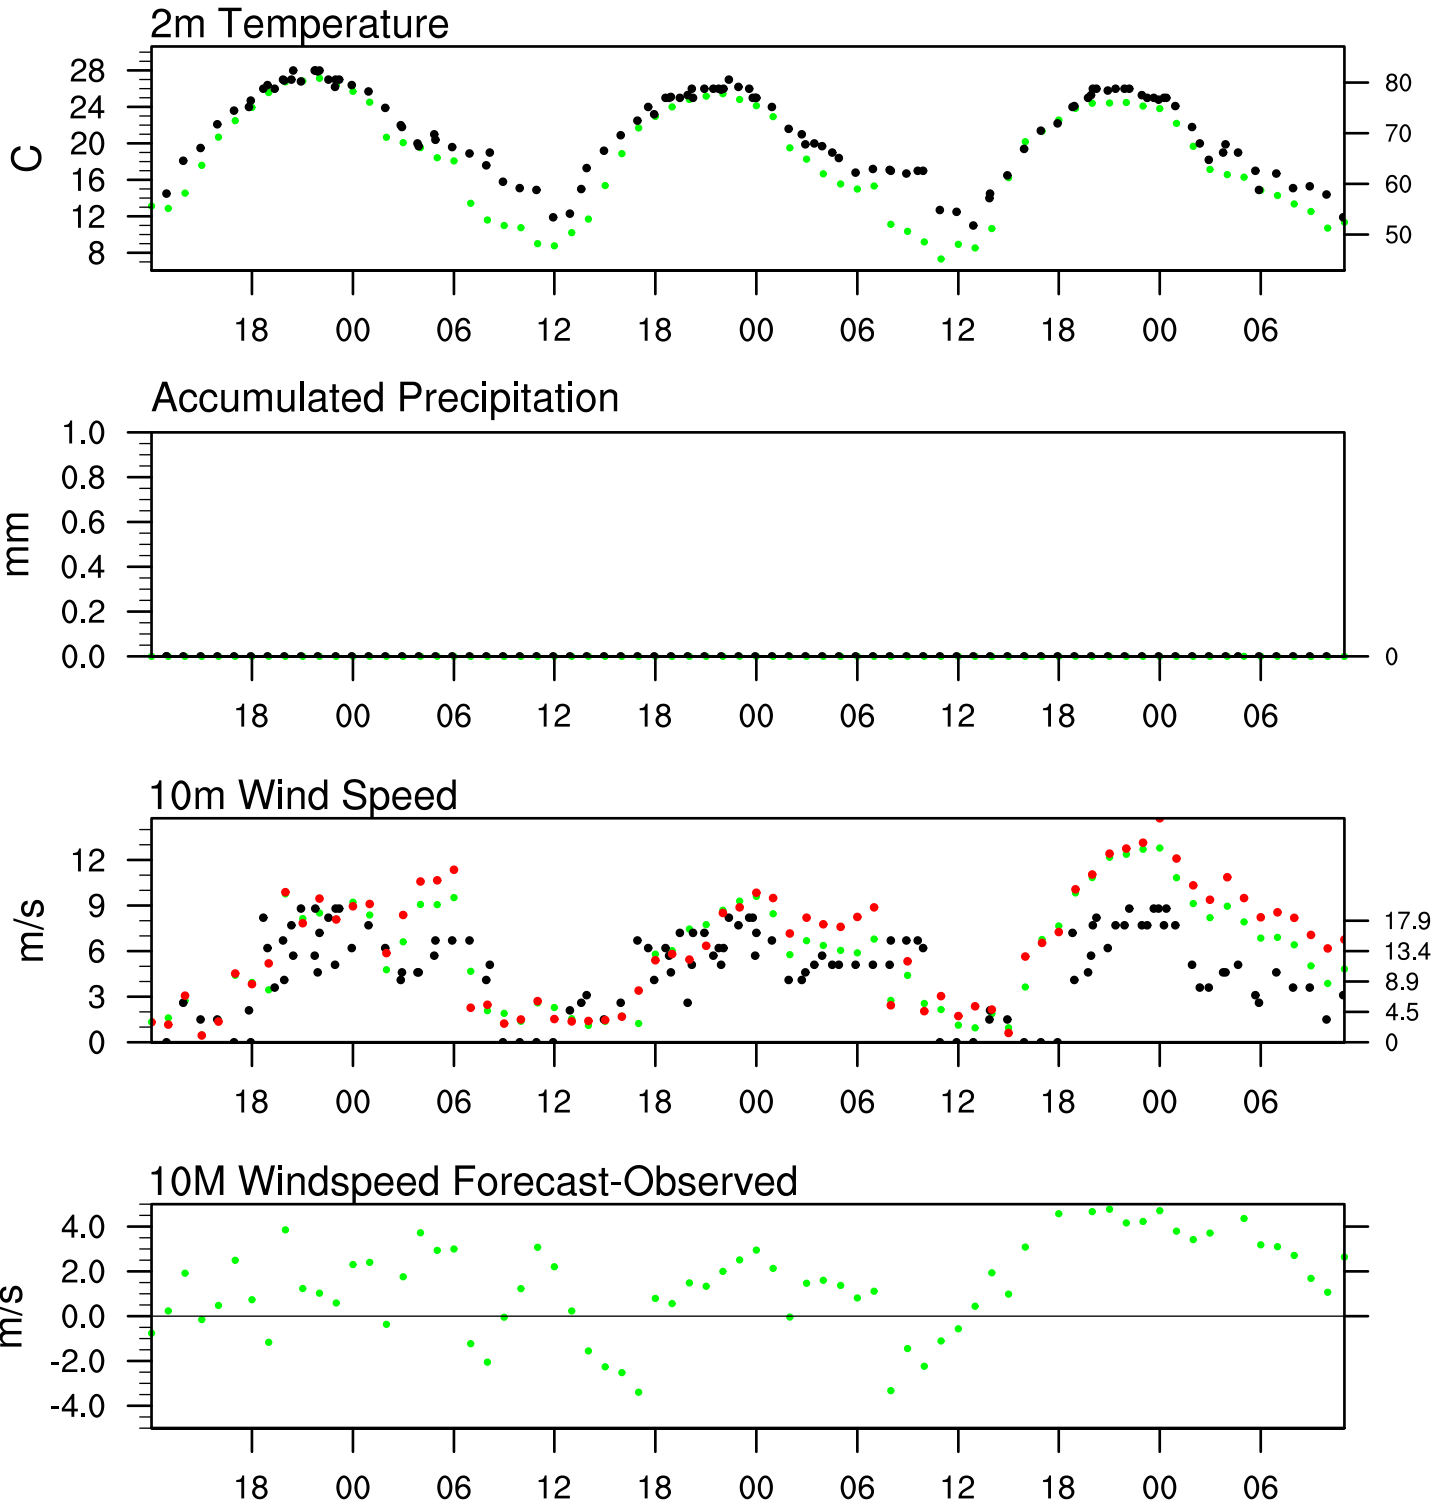 2m Temperature
28
24
20
16
12
8
C
80
70
60
50
18 00 06 12 18 00 06 12 18 00 06
Accumulated Precipitation
1.0
0.8
0.6
0.4
0.2
0.0
mm
0
18 00 06 12 18 00 06 12 18 00 06
10m Wind Speed
12
9
6
3
0
m/s
17.9
13.4
8.9
4.5
0
18 00 06 12 18 00 06 12 18 00 06
10M Windspeed Forecast-Observed
4.0
2.0
0.0
-2.0
-4.0
m/s
18 00 06 12 18 00 06 12 18 00 06